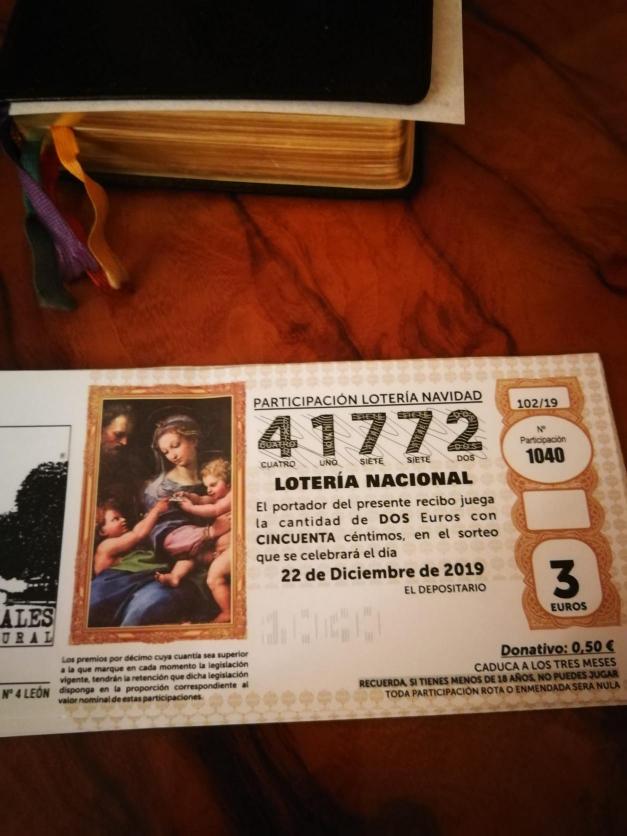 ALES
URAL
Nº 4 LEÓN
Los premios por décimo cuya cuantía sea superior
a la que marque en cada momento la legislación
vigente, tendrán la retención que dicha legislación
disponga en la proporción correspondiente al
valor nominal de estas participaciones.
PARTICIPACIÓN LOTERÍA NAVIDAD
41772
CUATRO UNO SIETE SIETE DOS
LOTERÍA NACIONAL
El portador del presente recibo juega
la cantidad de DOS Euros con
CINCUENTA céntimos, en el sorteo
que se celebrará el día
22 de Diciembre de 2019
EL DEPOSITARIO
102/19
Nº
Participación
1040
3
EUROS
Donativo: 0,50 €
CADUCA A LOS TRES MESES
RECUERDA, SI TIENES MENOS DE 18 AÑOS, NO PUEDES JUGAR
TODA PARTICIPACIÓN ROTA O ENMENDADA SERA NULA